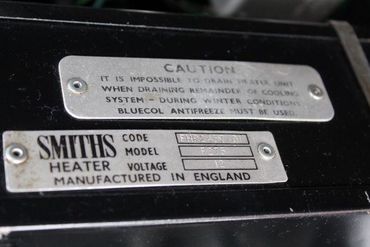 CAUTION
IT IS IMPOSSIBLE TO DRAIN HEATER UNIT
WHEN DRAINING REMAINDER OF COOLING
SYSTEM – DURING WINTER CONDITIONS
BLUECOL ANTIFREEZE MUST BE USED.
SMITHS CODE
HEATER MODEL
VOLTAGE 12
MANUFACTURED IN ENGLAND